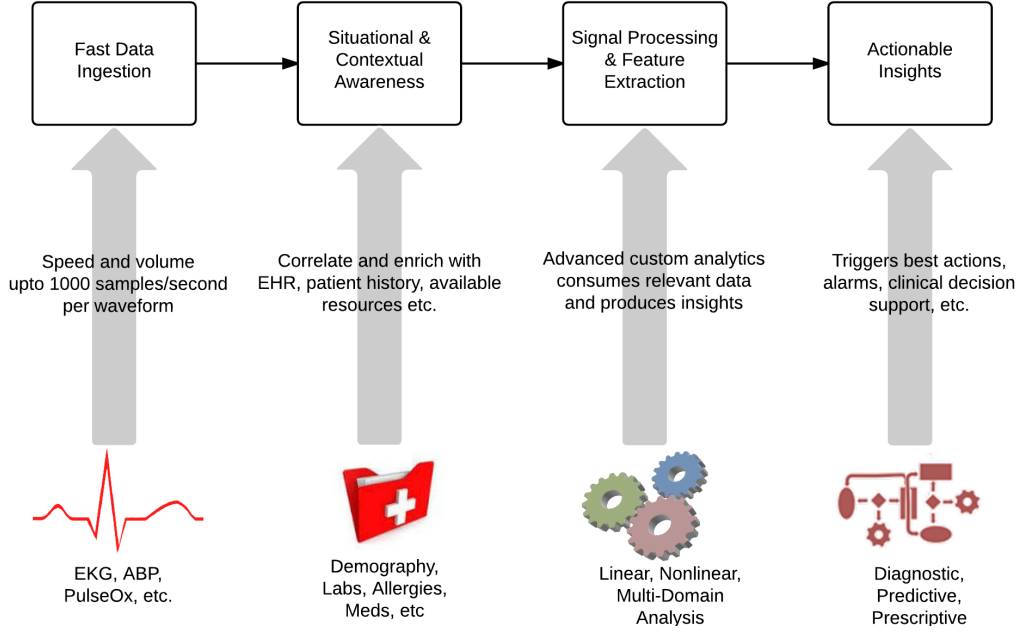 Fast Data
Ingestion
Situational &
Contextual
Awareness
Signal Processing
& Feature
Extraction
Actionable
Insights
Speed and volume
upto 1000 samples/second
per waveform
Correlate and enrich with
EHR, patient history, available
resources etc.
Advanced custom analytics
consumes relevant data
and produces insights
Triggers best actions,
alarms, clinical decision
support, etc.
EKG, ABP,
PulseOx, etc.
Demography,
Labs, Allergies,
Meds, etc
Linear, Nonlinear,
Multi-Domain
Analysis
Diagnostic,
Predictive,
Prescriptive